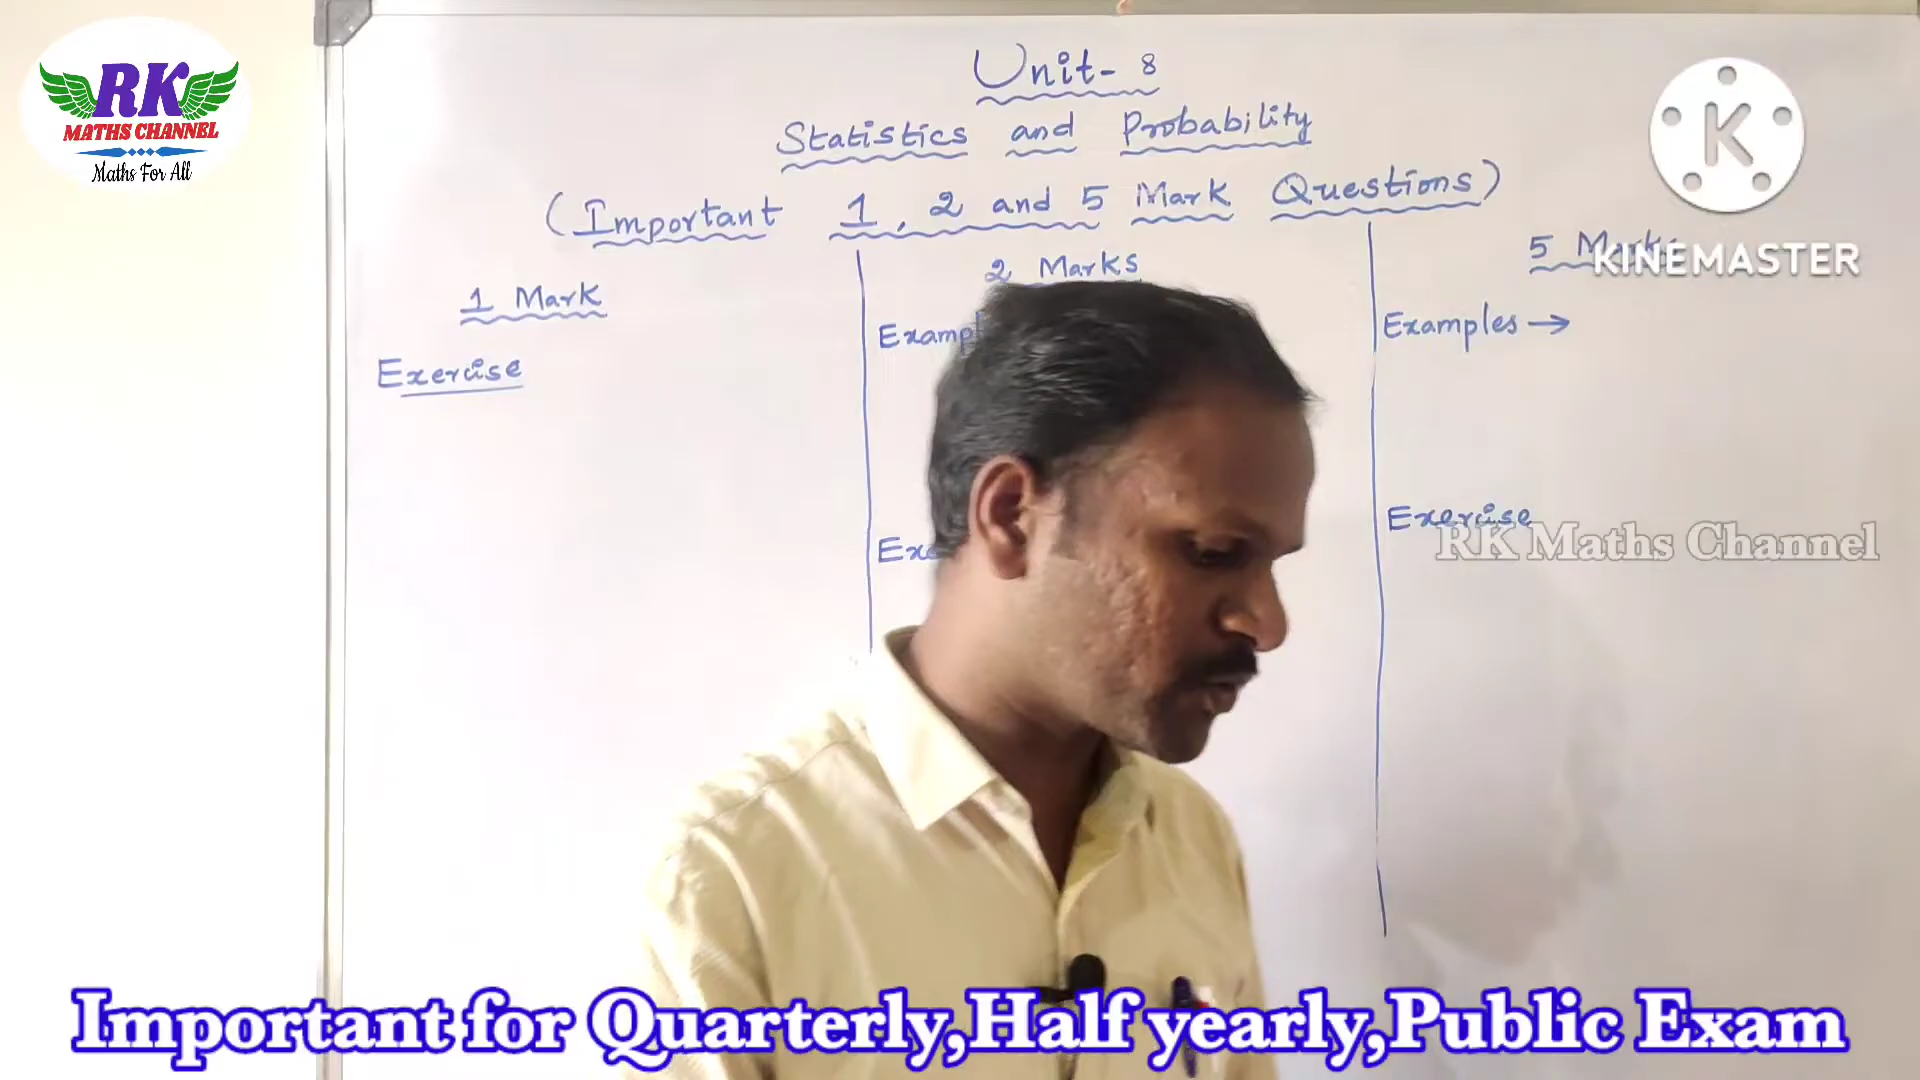 RK
MATHS CHANNEL
Maths For All
Unit- 8
Statistics and Probability
(Important 1, 2 and 5 Mark Questions)
1 Mark
Exercise
2 Marks
5
Examples →
Exercise
K
KINEMASTER
RK Maths Channel
Important for Quarterly,Half yearly,Public Exam